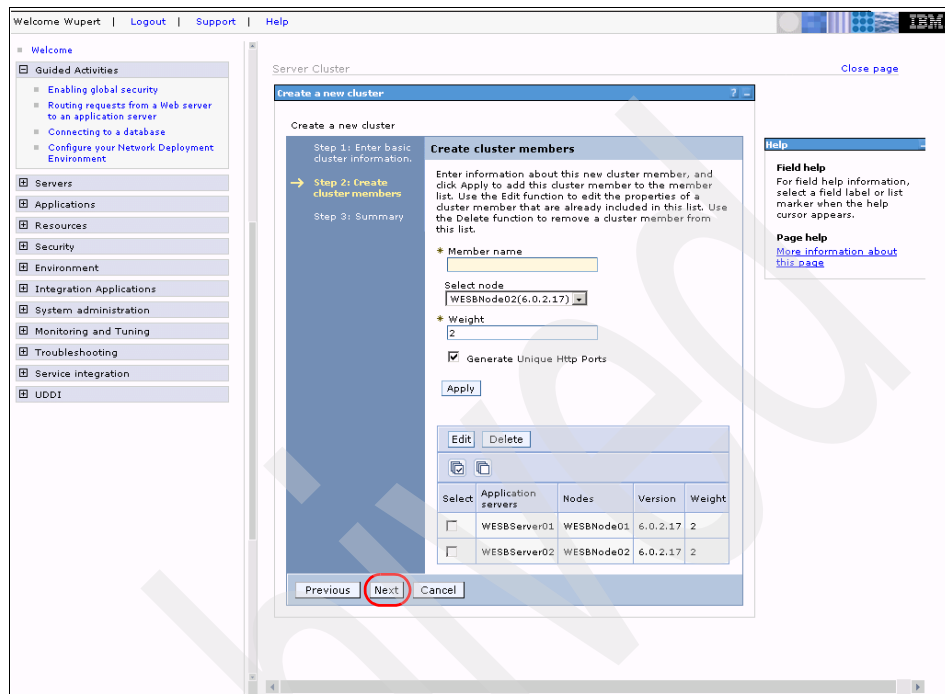 Welcome Wupert | Logout | Support | Help
IBM
Welcome
Guided Activities
Enabling global security
Routing requests from a Web server
to an application server
Connecting to a database
Configure your Network Deployment
Environment
Servers
Applications
Resources
Security
Environment
Integration Applications
System administration
Monitoring and Tuning
Troubleshooting
Service integration
UDDI
Server Cluster
Close page
Create a new cluster
? –
Create a new cluster
Step 1: Enter basic
cluster information.
Step 2: Create
cluster members
Step 3: Summary
Create cluster members
Enter information about this new cluster member, and
click Apply to add this cluster member to the member
list. Use the Edit function to edit the properties of a
cluster member that are already included in this list. Use
the Delete function to remove a cluster member from
this list.
* Member name
Select node
WESBNode02(6.0.2.17)
* Weight
2
Generate Unique Http Ports
Apply
Edit Delete
Select Application servers Nodes Version Weight
WESBServer01 WESBNode01 6.0.2.17 2
WESBServer02 WESBNode02 6.0.2.17 2
Previous Next Cancel
Help
–
Field help
For field help information,
select a field label or list
marker when the help
cursor appears.
Page help
More information about
this page